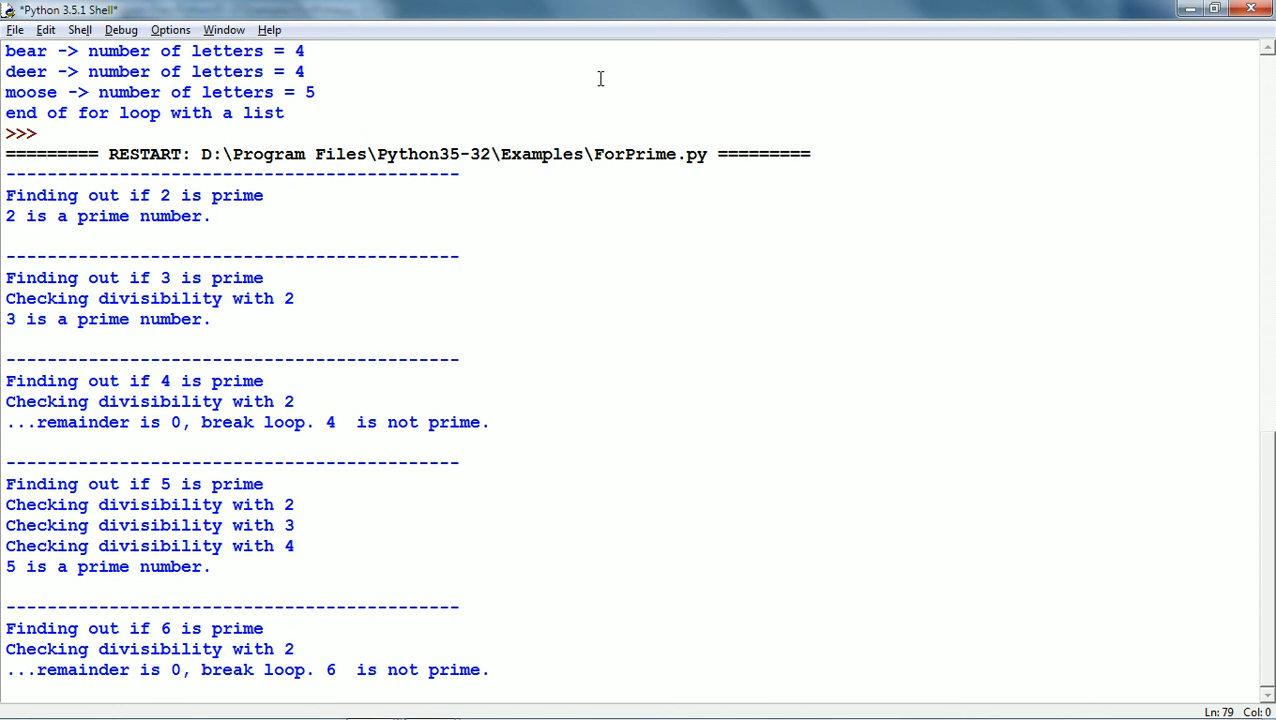 *Python 3.5.1 Shell*
File Edit Shell Debug Options Window Help
bear -> number of letters = 4
deer -> number of letters = 4
moose -> number of letters = 5
end of for loop with a list
>>>
========= RESTART: D:\Program Files\Python35-32\Examples\ForPrime.py =========
--------------------------------------------
Finding out if 2 is prime
2 is a prime number.
--------------------------------------------
Finding out if 3 is prime
Checking divisibility with 2
3 is a prime number.
--------------------------------------------
Finding out if 4 is prime
Checking divisibility with 2
...remainder is 0, break loop. 4  is not prime.
--------------------------------------------
Finding out if 5 is prime
Checking divisibility with 2
Checking divisibility with 3
Checking divisibility with 4
5 is a prime number.
--------------------------------------------
Finding out if 6 is prime
Checking divisibility with 2
...remainder is 0, break loop. 6  is not prime.
Ln: 79 Col: 0